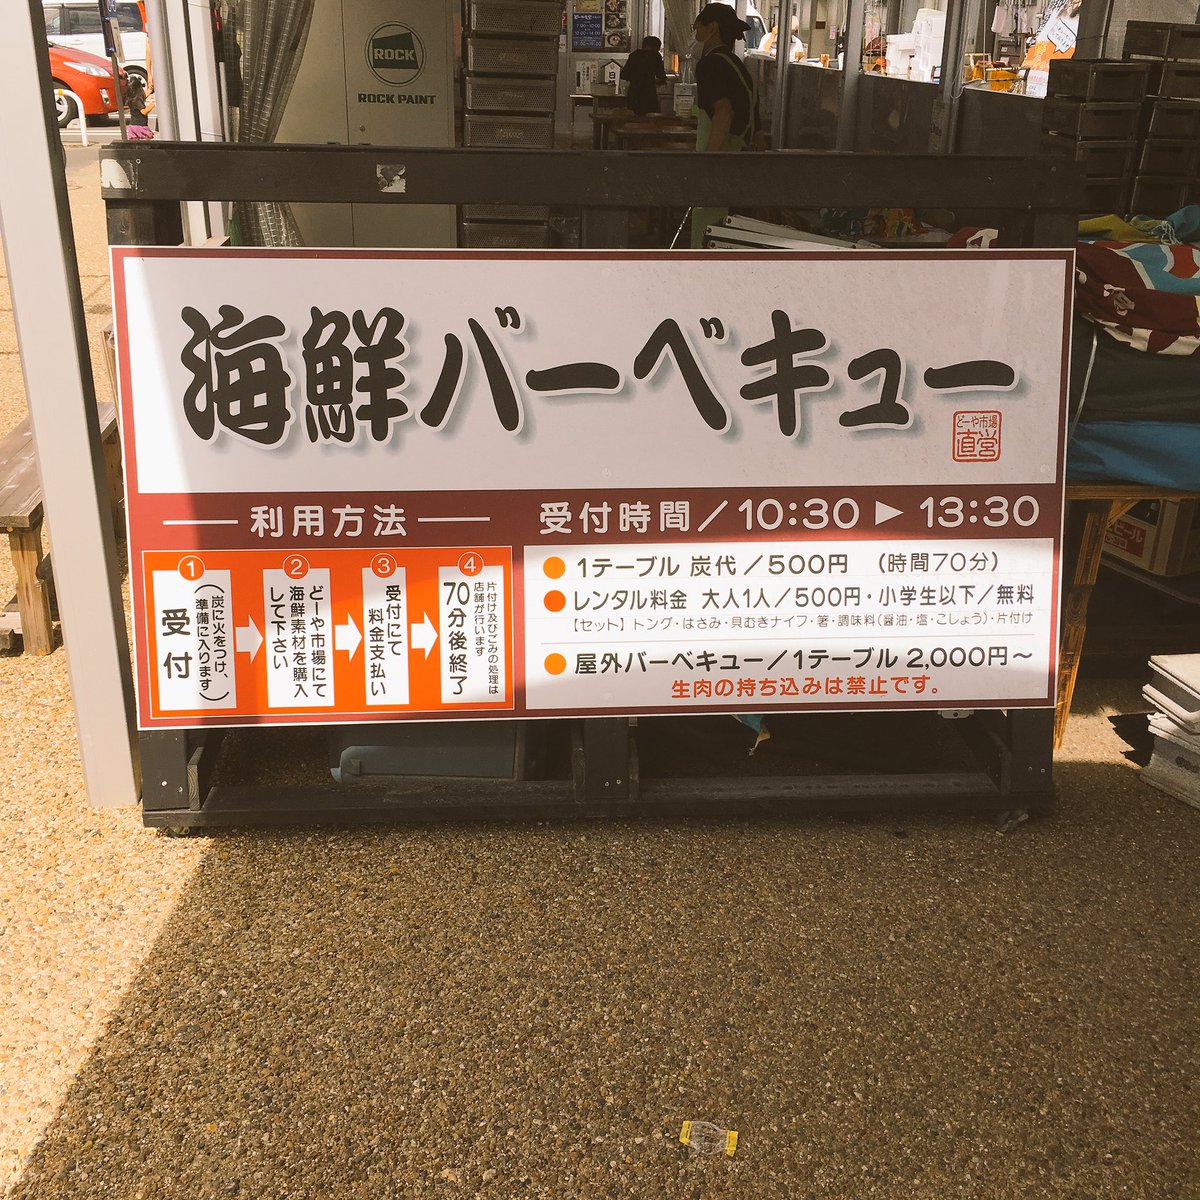 ROCK
ROCK PAINT
海鮮バーベキュー
どーや市場
直営
利用方法
受付時間/10:30▶13:30
①
受付
(炭に火をつけ、
準備に入ります)
②
どーや市場にて
海鮮素材を購入
して下さい
③
受付にて
料金支払い
④
片付け及びごみの処理は
店舗が行います
70分後終了
●1テーブル 炭代/500円 (時間70分)
●レンタル料金 大人1人/500円・小学生以下/無料
【セット】トング・はさみ・貝むきナイフ・箸・調味料(醤油・塩・こしょう)・片付け
●屋外バーベキュー/1テーブル 2,000円〜
生肉の持ち込みは禁止です。